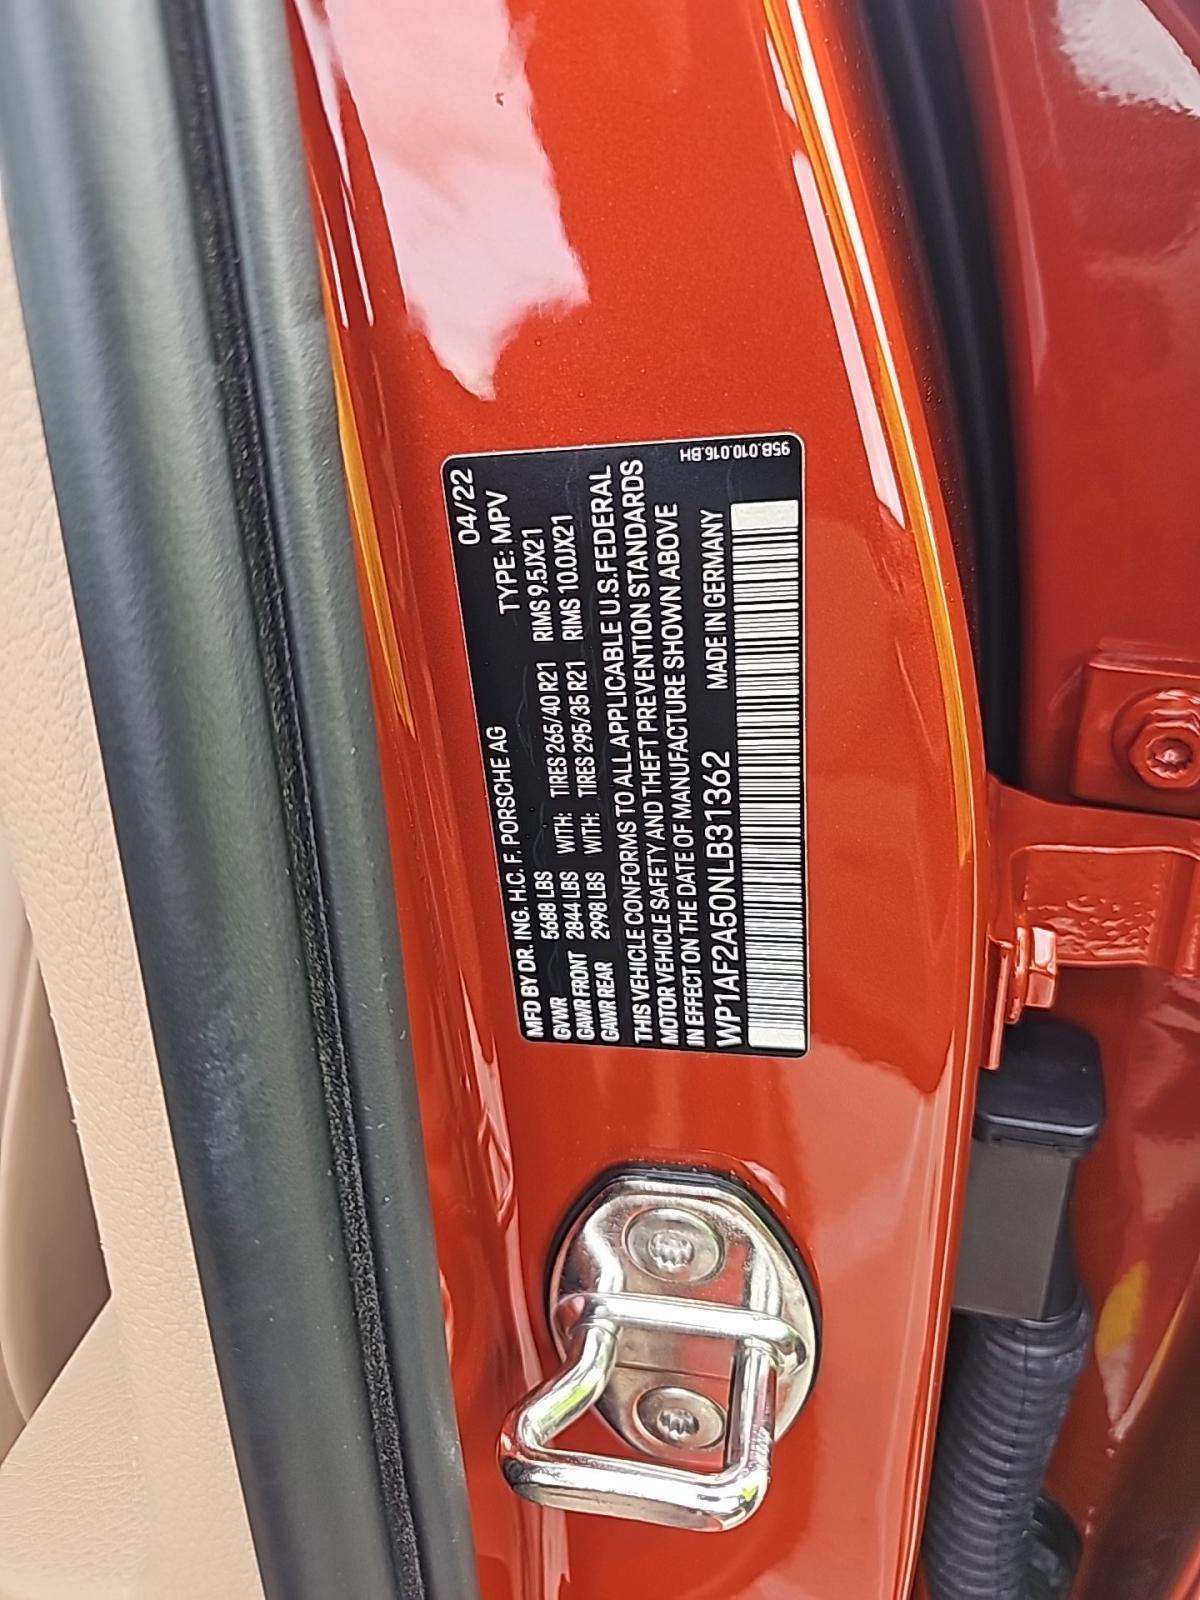 04/22
MFD BY DR. ING. H.C. F. PORSCHE AG TYPE: MPV
GVWR 5688 LBS WITH: TIRES 265/40 R21 RIMS 9.5JX21
GAWR FRONT 2844 LBS WITH: TIRES 295/35 R21 RIMS 10.0JX21
GAWR REAR 2998 LBS
THIS VEHICLE CONFORMS TO ALL APPLICABLE U.S. FEDERAL
MOTOR VEHICLE SAFETY AND THEFT PREVENTION STANDARDS
IN EFFECT ON THE DATE OF MANUFACTURE SHOWN ABOVE
WP1AF2A50NLB31362 MADE IN GERMANY
95B.010.016.BH